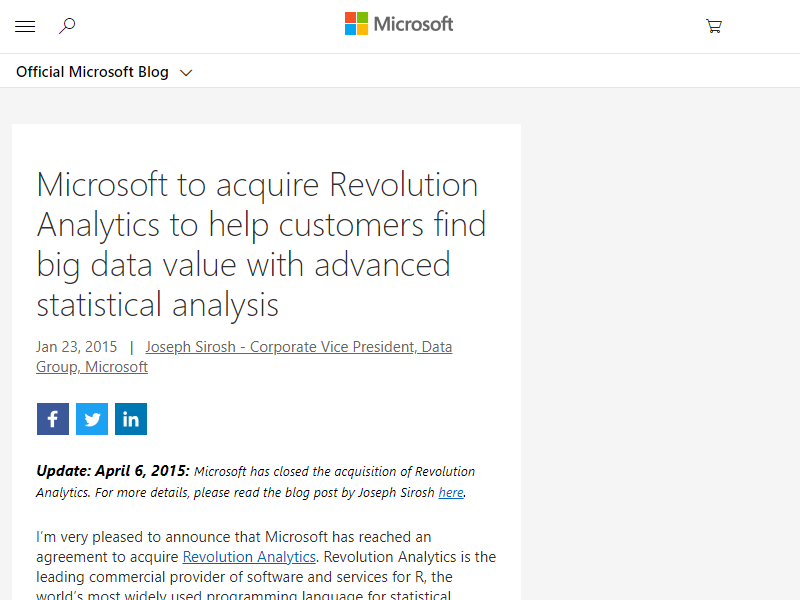 Microsoft
Official Microsoft Blog
Microsoft to acquire Revolution
Analytics to help customers find
big data value with advanced
statistical analysis
Jan 23, 2015 | Joseph Sirosh - Corporate Vice President, Data
Group, Microsoft
Update: April 6, 2015: Microsoft has closed the acquisition of Revolution
Analytics. For more details, please read the blog post by Joseph Sirosh here.
I'm very pleased to announce that Microsoft has reached an
agreement to acquire Revolution Analytics. Revolution Analytics is the
leading commercial provider of software and services for R, the
world's most widely used programming language for statistical